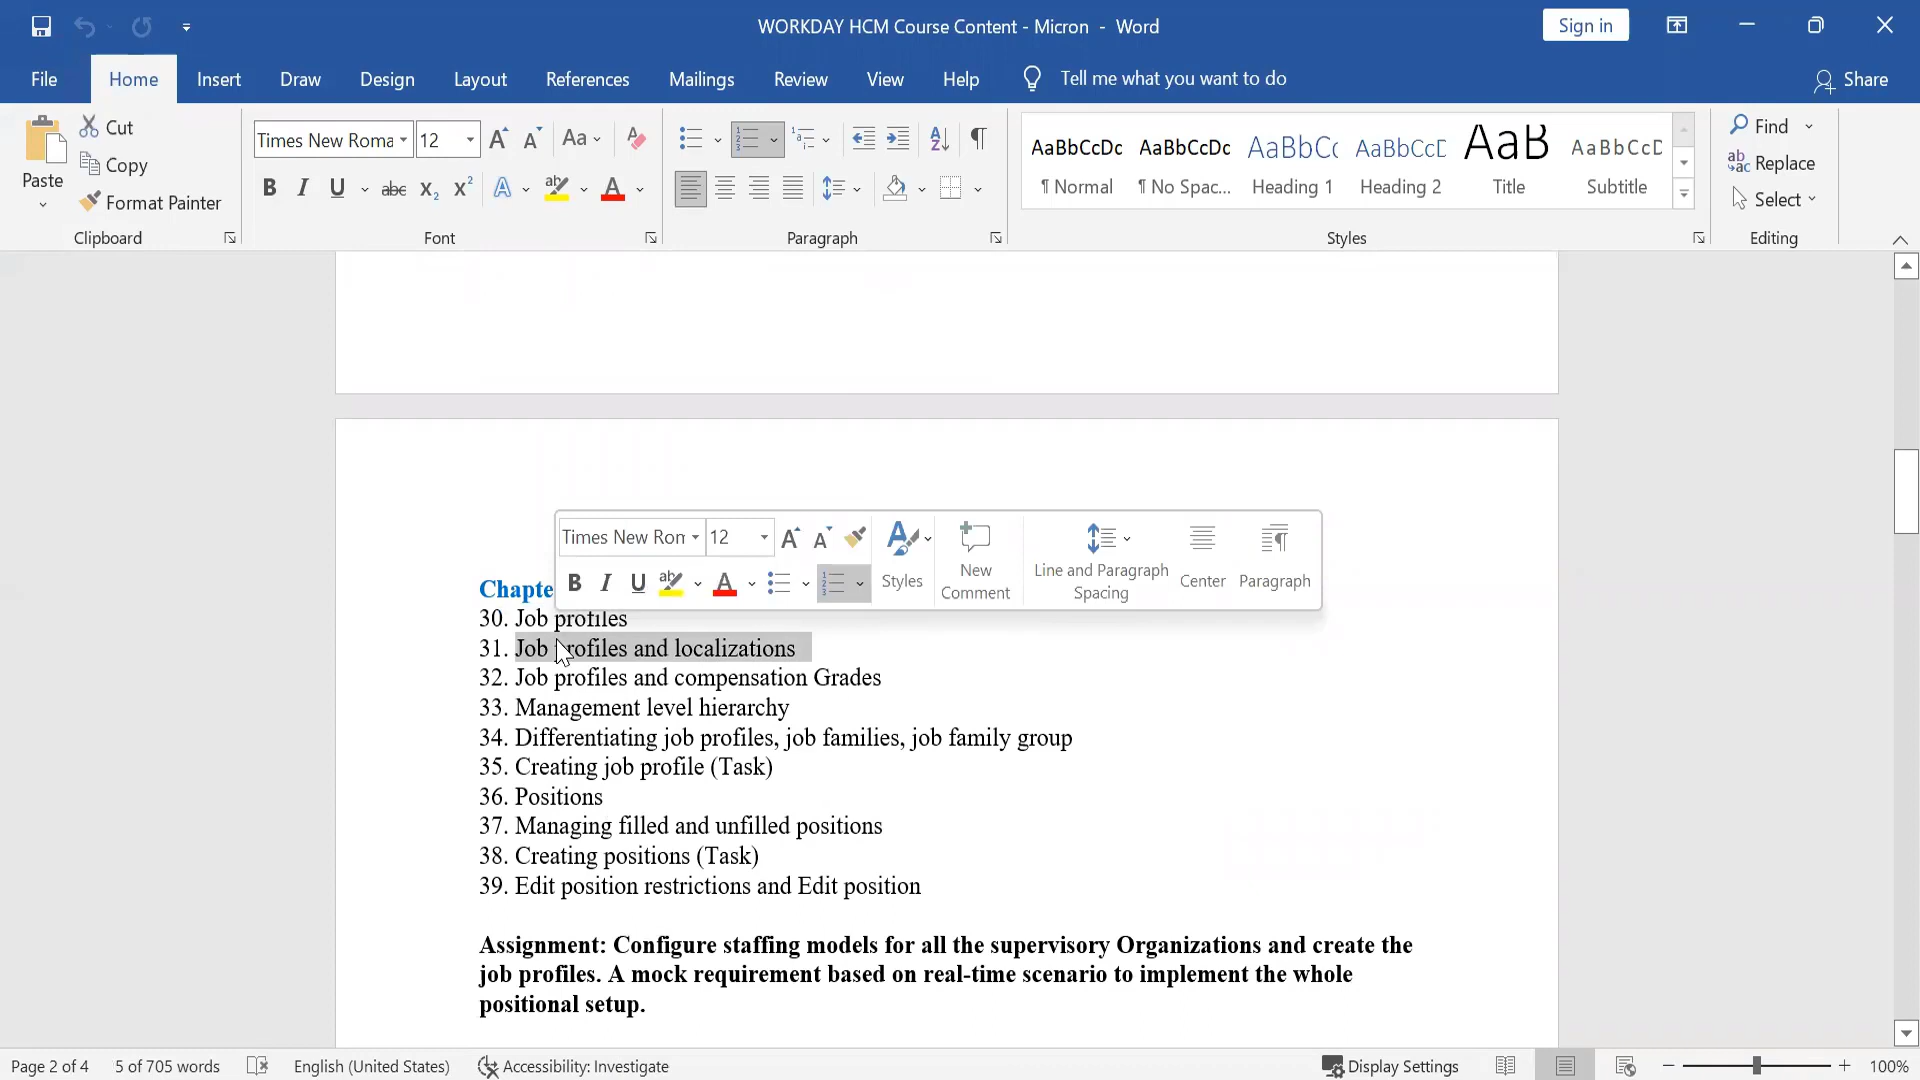 WORKDAY HCM Course Content - Micron - Word
Sign in
File Home Insert Draw Design Layout References Mailings Review View Help Tell me what you want to do
Share
Paste
Cut
Copy
Format Painter
Clipboard
Times New Roma 12
Font
Paragraph
AaBbCcDc AaBbCcDc AaBbCc AaBbCcD AaB AaBbCcD
¶ Normal ¶ No Spac... Heading 1 Heading 2 Title Subtitle
Styles
Find
Replace
Select
Editing
Times New Ron 12
Styles
New Comment
Line and Paragraph Spacing
Center
Paragraph
Chapte
30. Job profiles
31. Job profiles and localizations
32. Job profiles and compensation Grades
33. Management level hierarchy
34. Differentiating job profiles, job families, job family group
35. Creating job profile (Task)
36. Positions
37. Managing filled and unfilled positions
38. Creating positions (Task)
39. Edit position restrictions and Edit position
Assignment: Configure staffing models for all the supervisory Organizations and create the
job profiles. A mock requirement based on real-time scenario to implement the whole
positional setup.
Page 2 of 4 5 of 705 words English (United States) Accessibility: Investigate Display Settings 100%